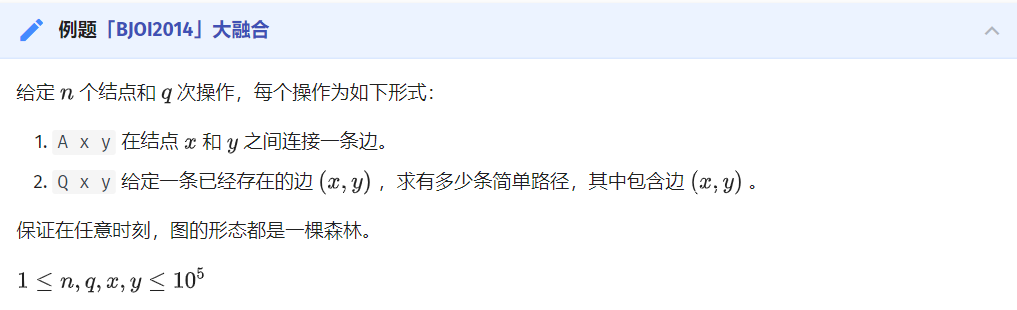 例题「BJOI2014」大融合
给定 n 个结点和 q 次操作，每个操作为如下形式：
1. A x y 在结点 x 和 y 之间连接一条边。
2. Q x y 给定一条已经存在的边 (x, y) ，求有多少条简单路径，其中包含边 (x, y) 。
保证在任意时刻，图的形态都是一棵森林。
1 ≤ n, q, x, y ≤ 10⁵